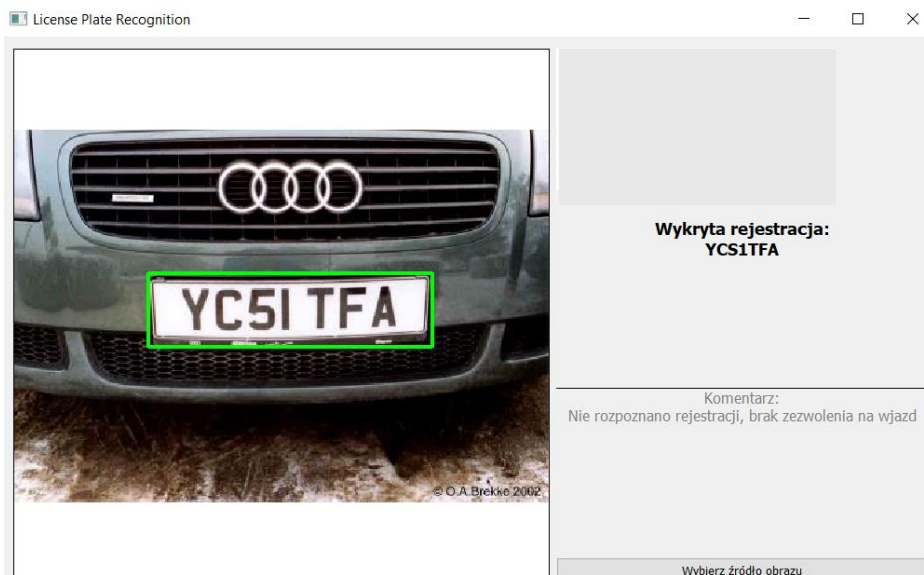 License Plate Recognition
YC51 TFA
© O.A.Brekke 2002
Wykryta rejestracja:
YCS1TFA
Komentarz:
Nie rozpoznano rejestracji, brak zezwolenia na wjazd
Wybierz źródło obrazu